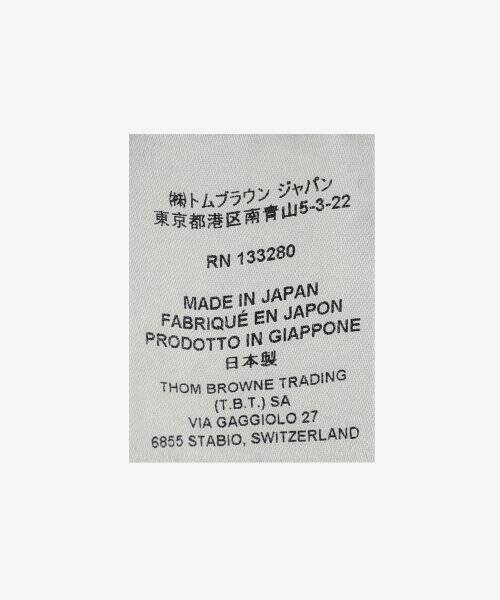 ㈱トムブラウン ジャパン
東京都港区南青山5-3-22
RN 133280
MADE IN JAPAN
FABRIQUÉ EN JAPON
PRODOTTO IN GIAPPONE
日本製
THOM BROWNE TRADING
(T.B.T.) SA
VIA GAGGIOLO 27
6855 STABIO, SWITZERLAND